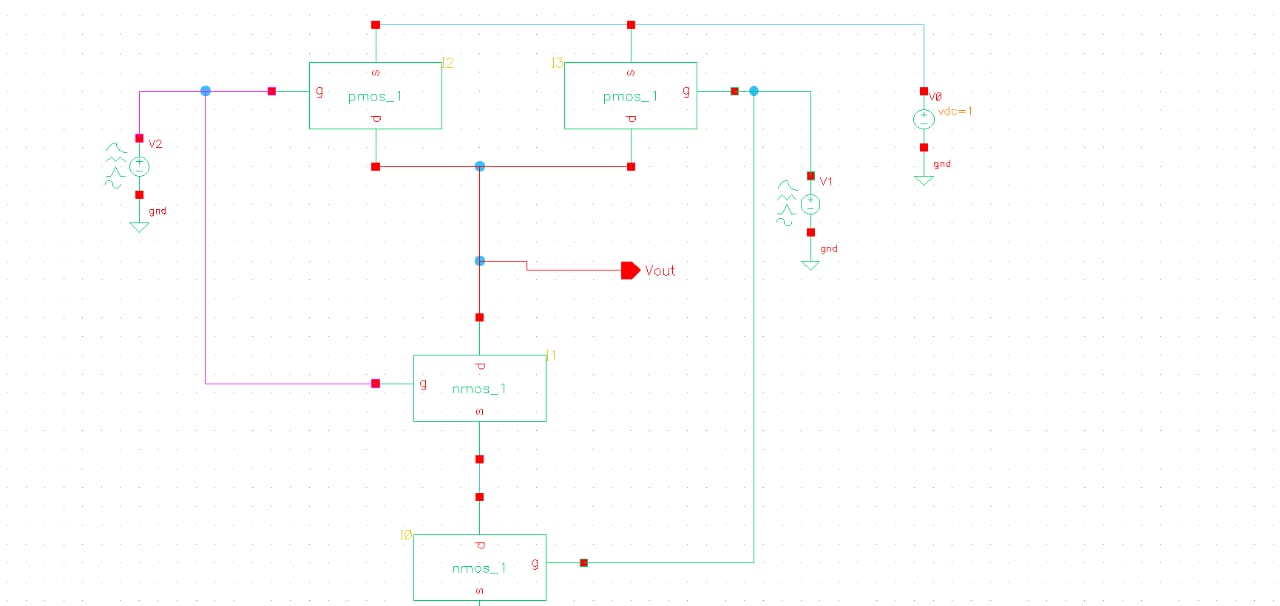 s
I2
g
pmos_1
d
I3
s
g
pmos_1
d
V0
vdc=1
gnd
V2
gnd
V1
gnd
Vout
I1
d
g
nmos_1
s
I0
d
g
nmos_1
s